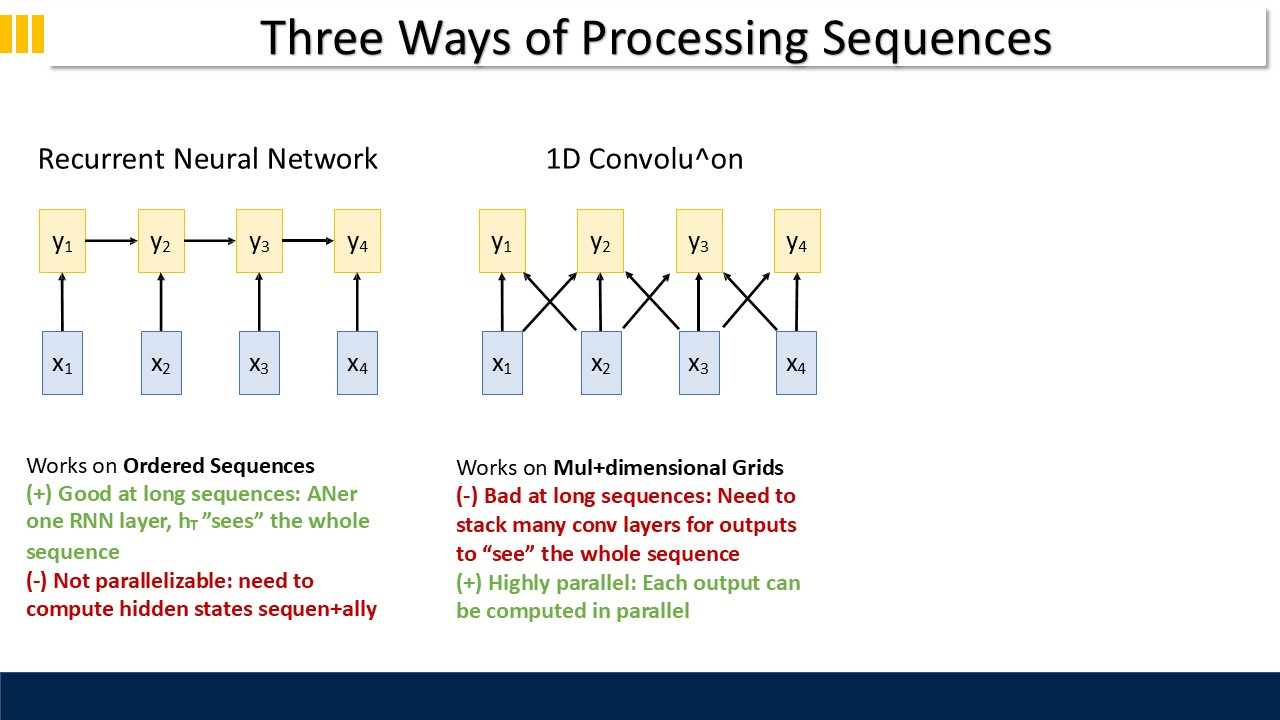 Three Ways of Processing Sequences
Recurrent Neural Network
y1 y2 y3 y4
x1 x2 x3 x4
Works on Ordered Sequences
(+) Good at long sequences: ANer
one RNN layer, hT ”sees” the whole
sequence
(-) Not parallelizable: need to
compute hidden states sequen+ally
1D Convolu^on
y1 y2 y3 y4
x1 x2 x3 x4
Works on Mul+dimensional Grids
(-) Bad at long sequences: Need to
stack many conv layers for outputs
to “see” the whole sequence
(+) Highly parallel: Each output can
be computed in parallel